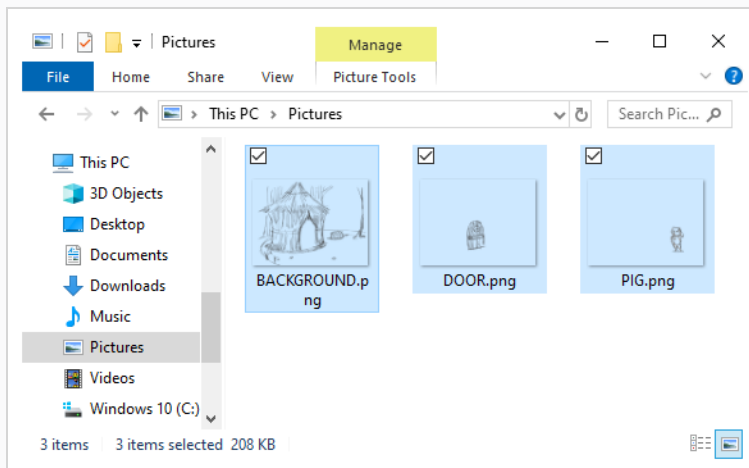 Pictures
Manage
File Home Share View Picture Tools
This PC > Pictures
Search Pic...
This PC
3D Objects
Desktop
Documents
Downloads
Music
Pictures
Videos
Windows 10 (C:)
BACKGROUND.p
ng
DOOR.png
PIG.png
3 items 3 items selected 208 KB